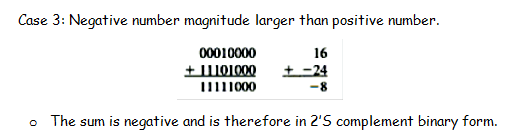 Case 3: Negative number magnitude larger than positive number.
00010000 16
+ 11101000 + -24
11111000 -8
o The sum is negative and is therefore in 2'S complement binary form.